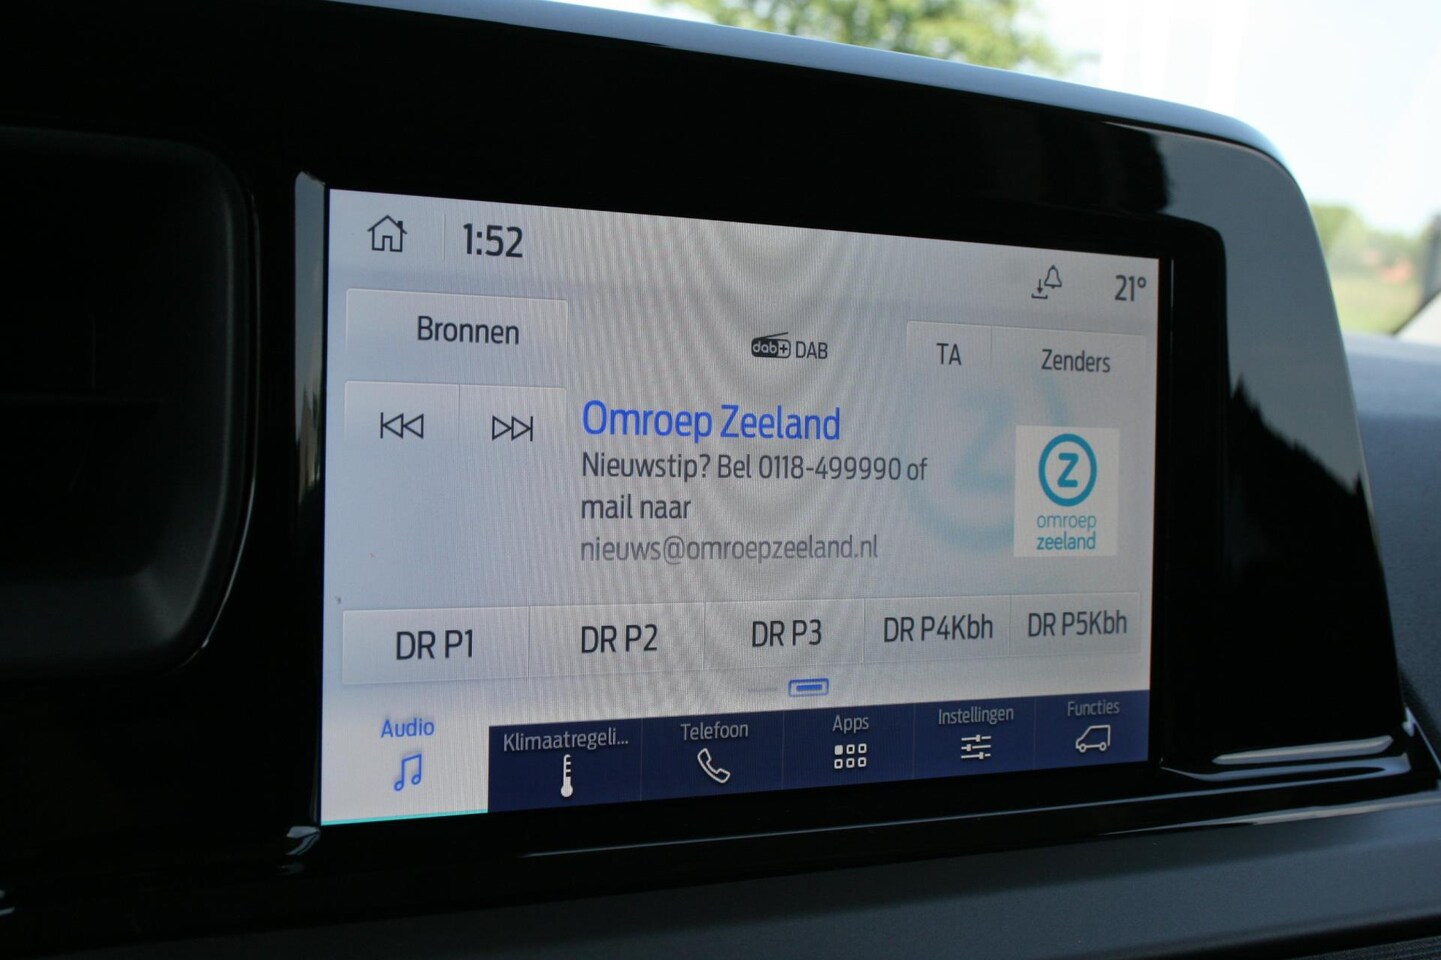 1:52
21°
Bronnen
dab+ DAB
TA
Zenders
Omroep Zeeland
Nieuwstip? Bel 0118-499990 of
mail naar
nieuws@omroepzeeland.nl
Z
omroep
zeeland
DR P1
DR P2
DR P3
DR P4Kbh
DR P5Kbh
Audio
Klimaatregeli...
Telefoon
Apps
Instellingen
Functies